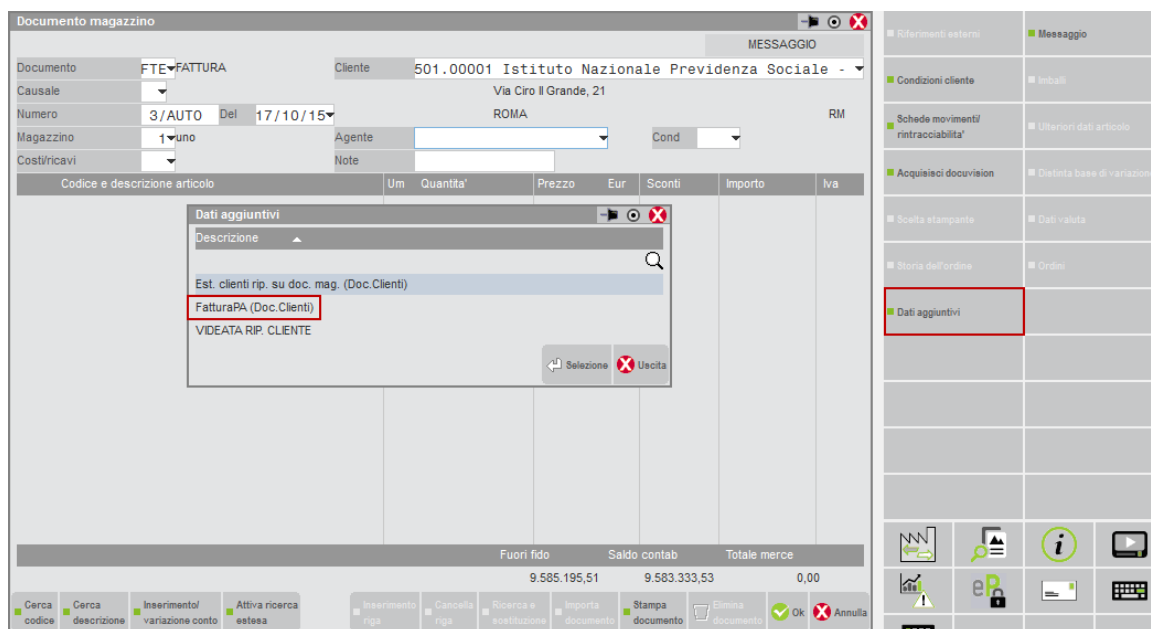 Documento magazzino
MESSAGGIO
Documento FTE FATTURA Cliente 501.00001 Istituto Nazionale Previdenza Sociale -
Causale Via Ciro Il Grande, 21
Numero 3/AUTO Del 17/10/15 ROMA RM
Magazzino 1 uno Agente Cond
Costi/ricavi Note
Codice e descrizione articolo Um Quantita' Prezzo Eur Sconti Importo Iva
Dati aggiuntivi
Descrizione
Est. clienti rip. su doc. mag. (Doc.Clienti)
FatturaPA (Doc.Clienti)
VIDEATA RIP. CLIENTE
Selezione Uscita
Fuori fido Saldo contab Totale merce
9.585.195,51 9.583.333,53 0,00
Cerca codice
Cerca descrizione
Inserimento/ variazione conto
Attiva ricerca estesa
Inserimento riga
Cancella riga
Ricerca e sostituzione
Importa documento
Stampa documento
Elimina documento
Ok
Annulla
Riferimenti esterni Messaggio
Condizioni cliente Imballi
Schede movimenti/ rintracciabilita' Ulteriori dati articolo
Acquisisci docuvision Distinta base di variazione
Scelta stampante Dati valuta
Storia dell'ordine Ordini
Dati aggiuntivi